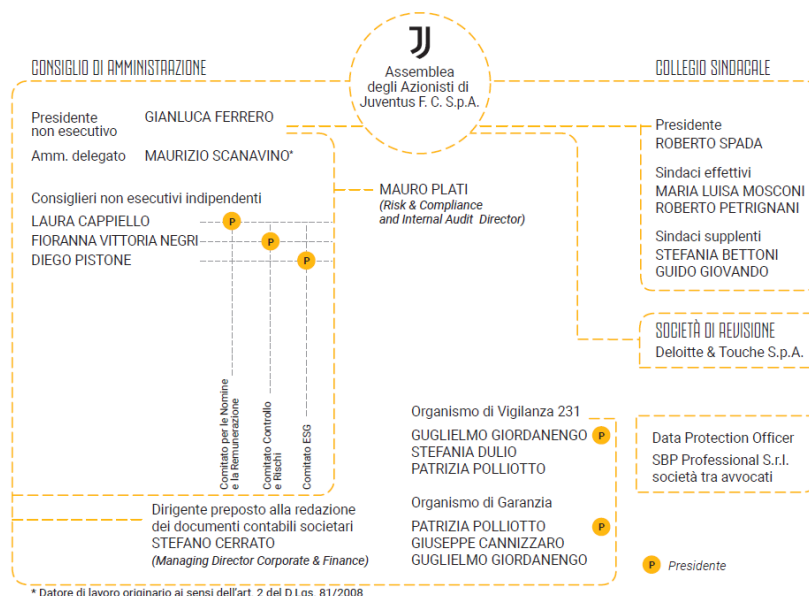 CONSIGLIO DI AMMINISTRAZIONE
Presidente
non esecutivo
GIANLUCA FERRERO
Amm. delegato
MAURIZIO SCANAVINO*
Consiglieri non esecutivi indipendenti
LAURA CAPPIELLO
P
FIORANNA VITTORIA NEGRI
P
DIEGO PISTONE
P
Comitato per le Nomine
e la Remunerazione
Comitato Controllo
e Rischi
Comitato ESG
Dirigente preposto alla redazione
dei documenti contabili societari
STEFANO CERRATO
(Managing Director Corporate & Finance)
* Datore di lavoro originario ai sensi dell'art. 2 del D.Lgs. 81/2008
Assemblea
degli Azionisti di
Juventus F. C. S.p.A.
MAURO PLATI
(Risk & Compliance
and Internal Audit Director)
Organismo di Vigilanza 231
GUGLIELMO GIORDANENGO
P
STEFANIA DULIO
PATRIZIA POLLIOTTO
Organismo di Garanzia
PATRIZIA POLLIOTTO
P
GIUSEPPE CANNIZZARO
GUGLIELMO GIORDANENGO
COLLEGIO SINDACALE
Presidente
ROBERTO SPADA
Sindaci effettivi
MARIA LUISA MOSCONI
ROBERTO PETRIGNANI
Sindaci supplenti
STEFANIA BETTONI
GUIDO GIOVANDO
SOCIETÀ DI REVISIONE
Deloitte & Touche S.p.A.
Data Protection Officer
SBP Professional S.r.l.
società tra avvocati
P Presidente